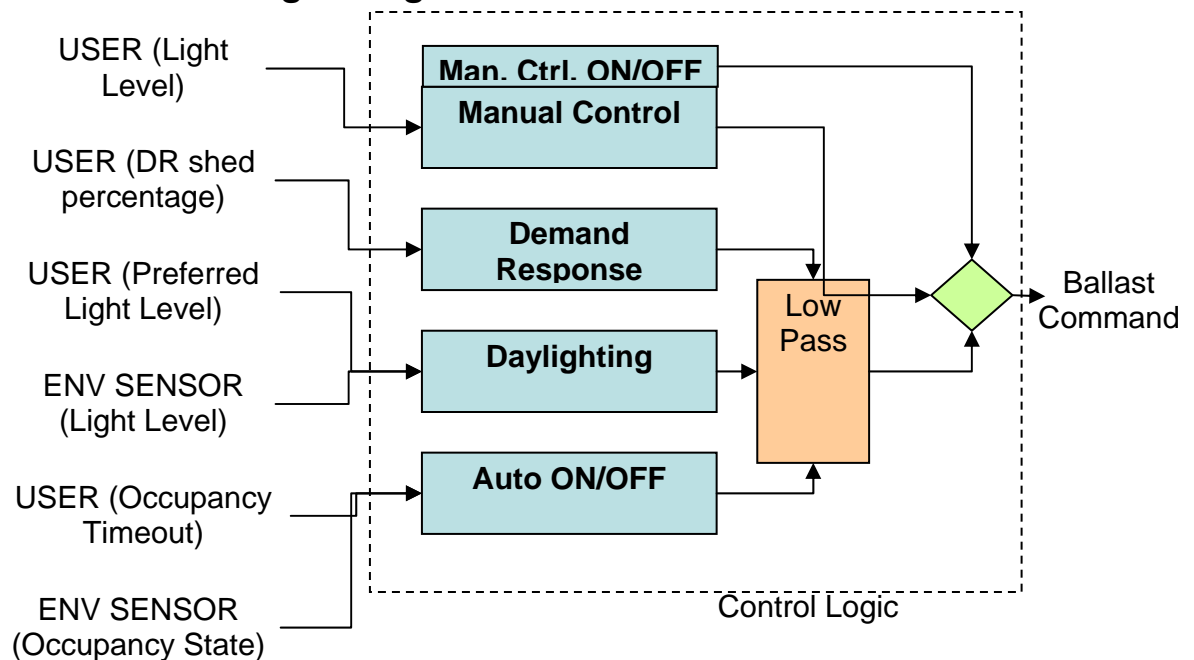 USER (Light
Level)
USER (DR shed
percentage)
USER (Preferred
Light Level)
ENV SENSOR
(Light Level)
USER (Occupancy
Timeout)
ENV SENSOR
(Occupancy State)
Man. Ctrl. ON/OFF
Manual Control
Demand
Response
Daylighting
Auto ON/OFF
Low
Pass
Ballast
Command
Control Logic